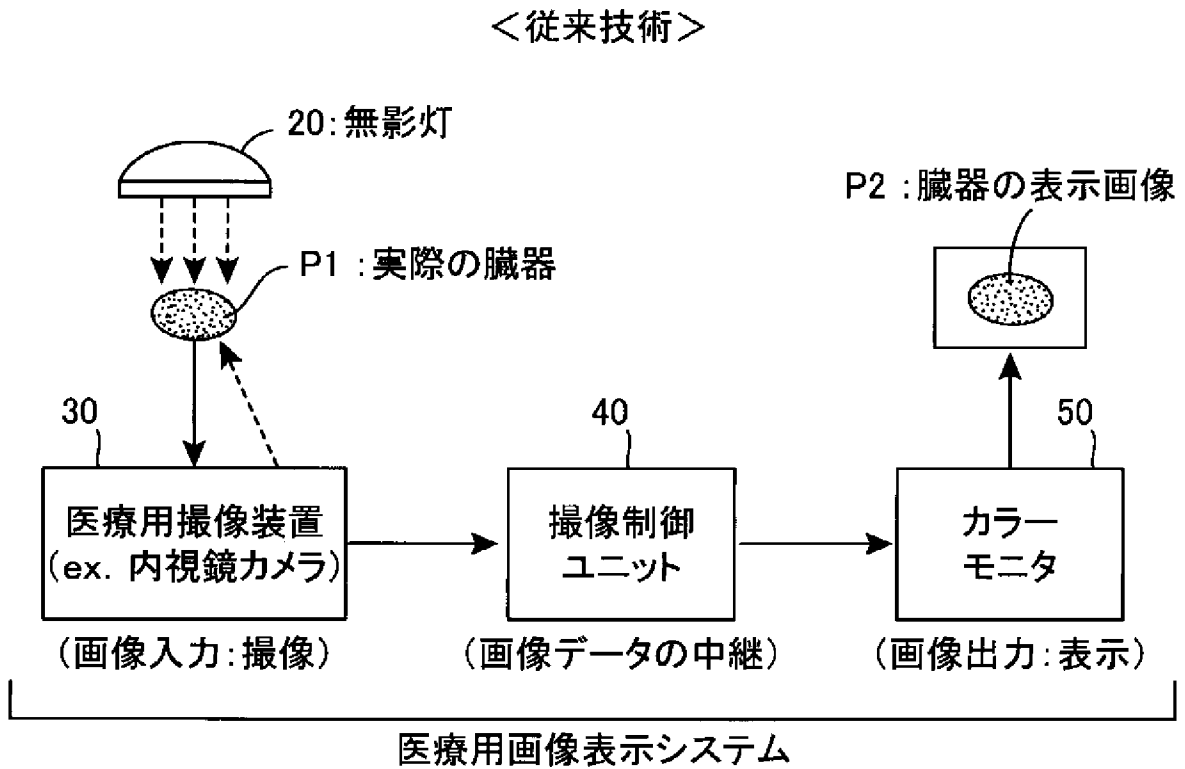 ＜従来技術＞
20:無影灯
P2 :臓器の表示画像
P1 :実際の臓器
30
40
50
医療用撮像装置
(ex. 内視鏡カメラ)
撮像制御
ユニット
カラー
モニタ
(画像入力:撮像)
(画像データの中継)
(画像出力:表示)
医療用画像表示システム